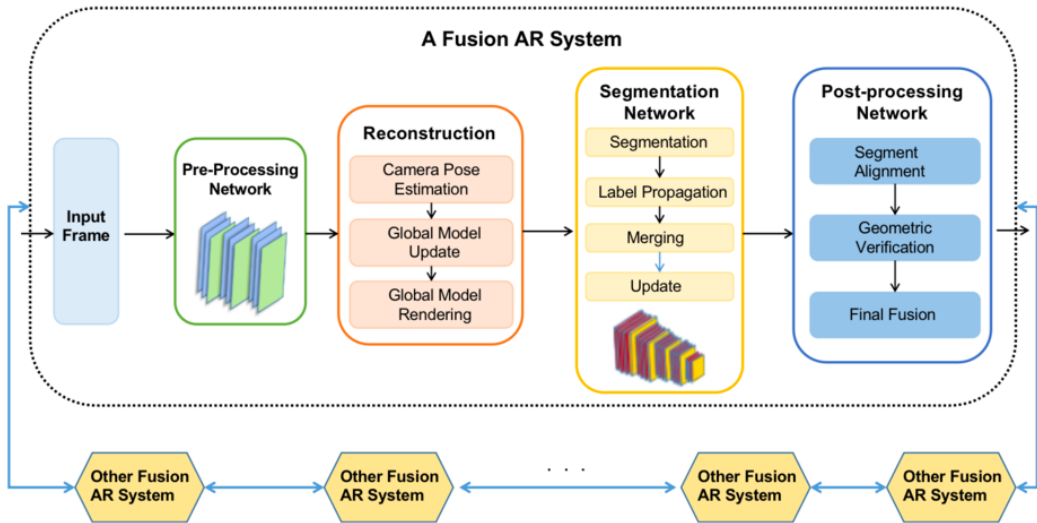 A Fusion AR System
Input
Frame
Pre-Processing
Network
Reconstruction
Camera Pose
Estimation
Global Model
Update
Global Model
Rendering
Segmentation
Network
Segmentation
Label Propagation
Merging
Update
Post-processing
Network
Segment
Alignment
Geometric
Verification
Final Fusion
Other Fusion
AR System
Other Fusion
AR System
. . .
Other Fusion
AR System
Other Fusion
AR System